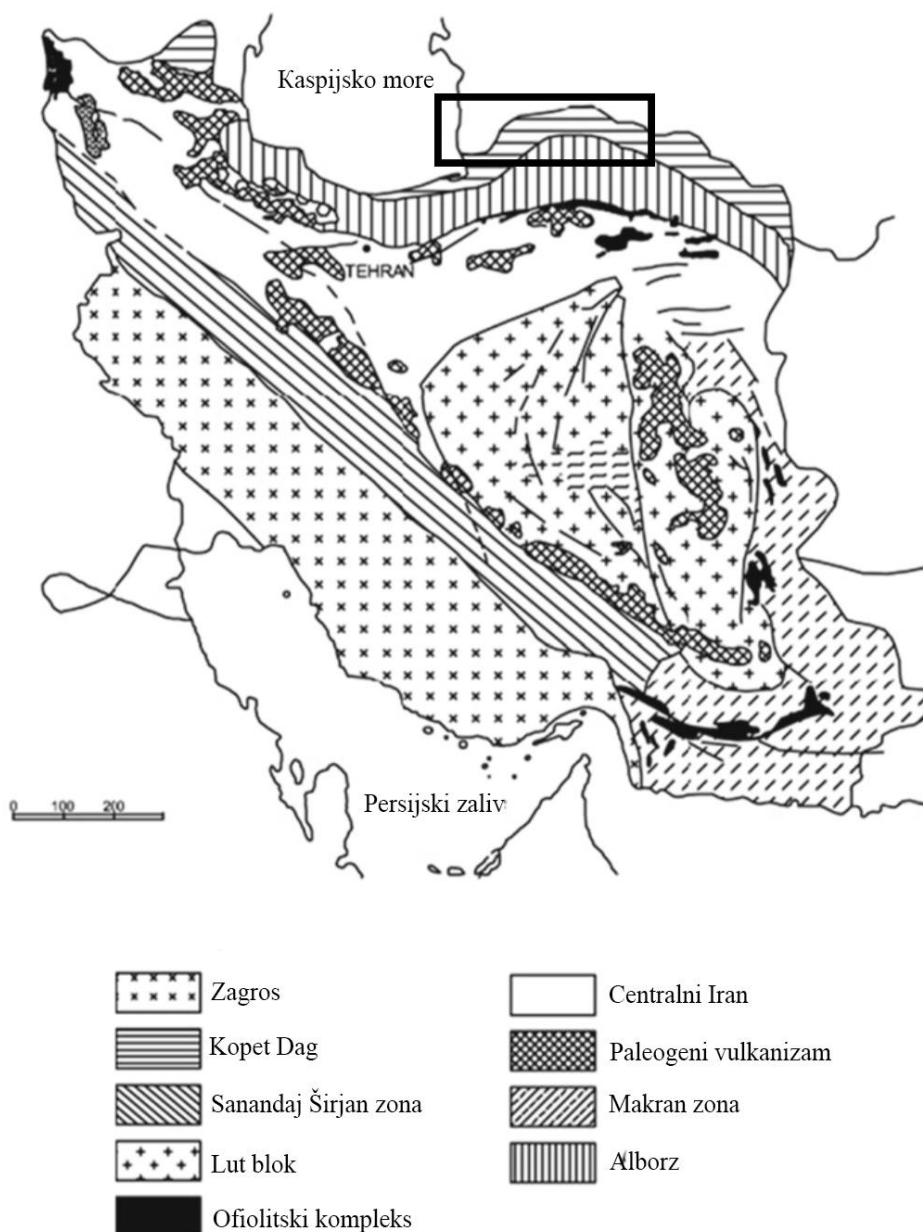 Kaspijsko more
TEHRAN
0 100 200
Persijski zaliv
Zagros
Kopet Dag
Sanandaj Širjan zona
Lut blok
Ofiolitski kompleks
Centralni Iran
Paleogeni vulkanizam
Makran zona
Alborz